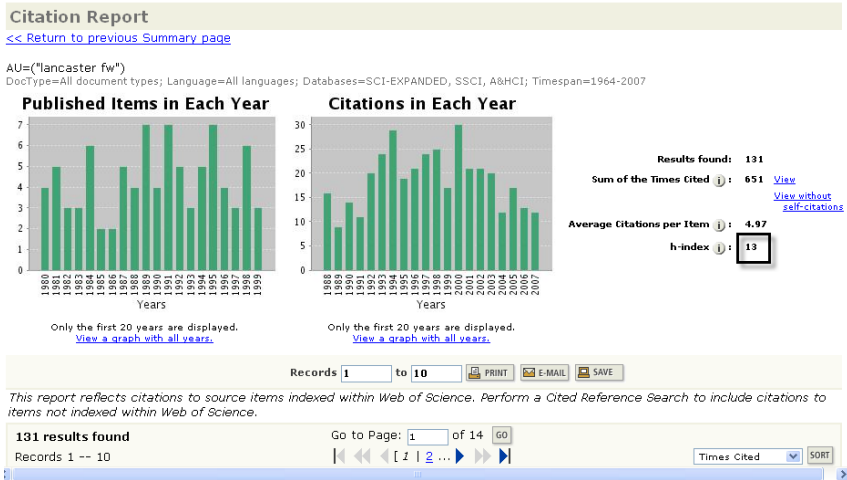 Citation Report
<< Return to previous Summary page
AU=("lancaster fw")
DocType=All document types; Language=All languages; Databases=SCI-EXPANDED, SSCI, A&HCI; Timespan=1964-2007
Published Items in Each Year
7
6
5
4
3
2
1
0
1980
1981
1982
1983
1984
1985
1986
1987
1988
1989
1990
1991
1992
1993
1994
1995
1996
1997
1998
1999
Years
Only the first 20 years are displayed.
View a graph with all years.
Citations in Each Year
30
25
20
15
10
5
0
1988
1989
1990
1991
1992
1993
1994
1995
1996
1997
1998
1999
2000
2001
2002
2003
2004
2005
2006
2007
Years
Only the first 20 years are displayed.
View a graph with all years.
Results found: 131
Sum of the Times Cited i : 651 View
View without
self-citations
Average Citations per Item i : 4.97
h-index i : 13
Records 1 to 10 PRINT E-MAIL SAVE
This report reflects citations to source items indexed within Web of Science. Perform a Cited Reference Search to include citations to
items not indexed within Web of Science.
131 results found
Go to Page: 1 of 14 GO
Records 1 -- 10
[ 1 | 2 ...
Times Cited SORT